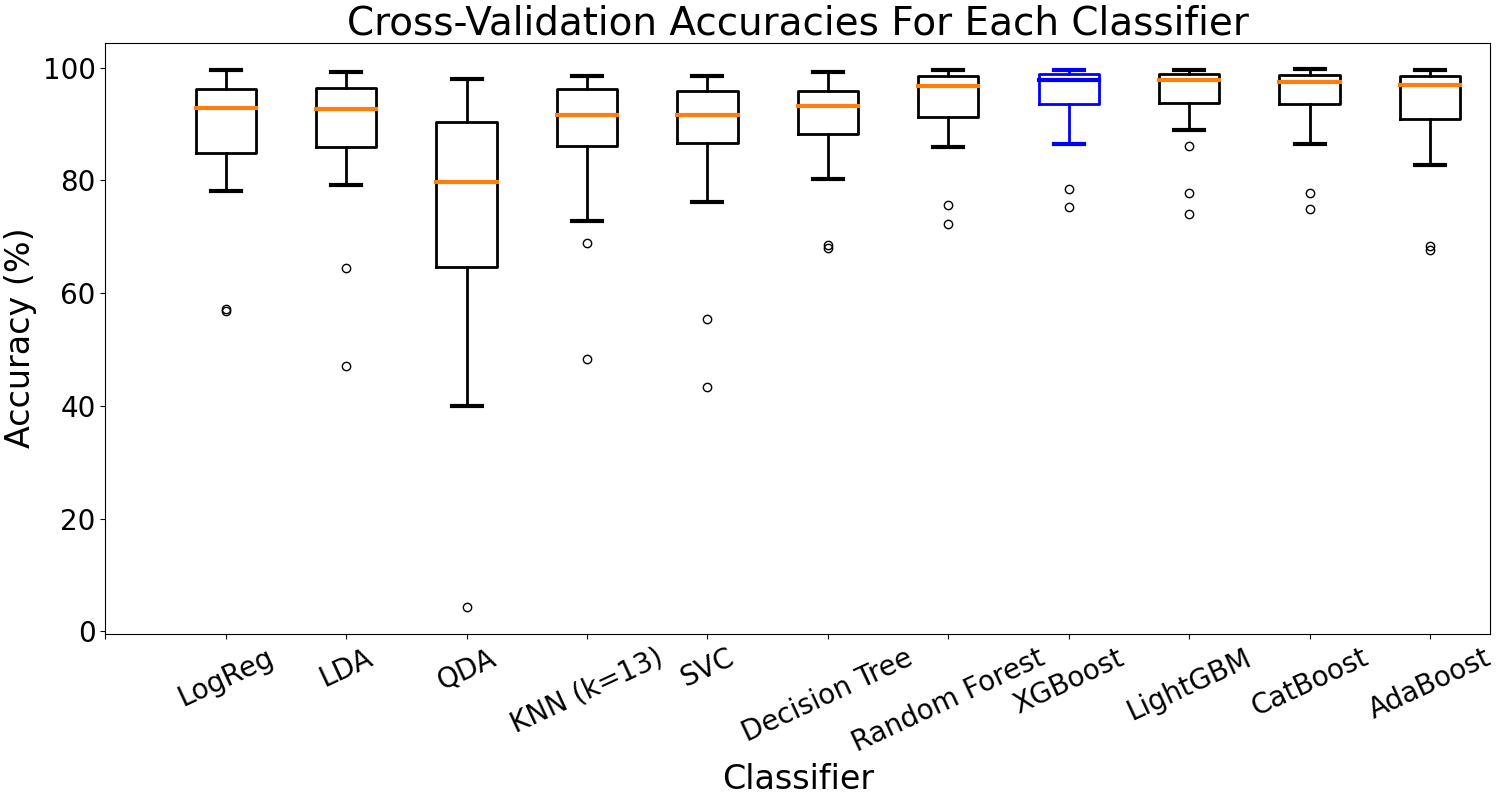 Cross-Validation Accuracies For Each Classifier
Accuracy (%)
100
80
60
40
20
0
LogReg
LDA
QDA
KNN (k=13)
SVC
Decision Tree
Random Forest
XGBoost
LightGBM
CatBoost
AdaBoost
Classifier